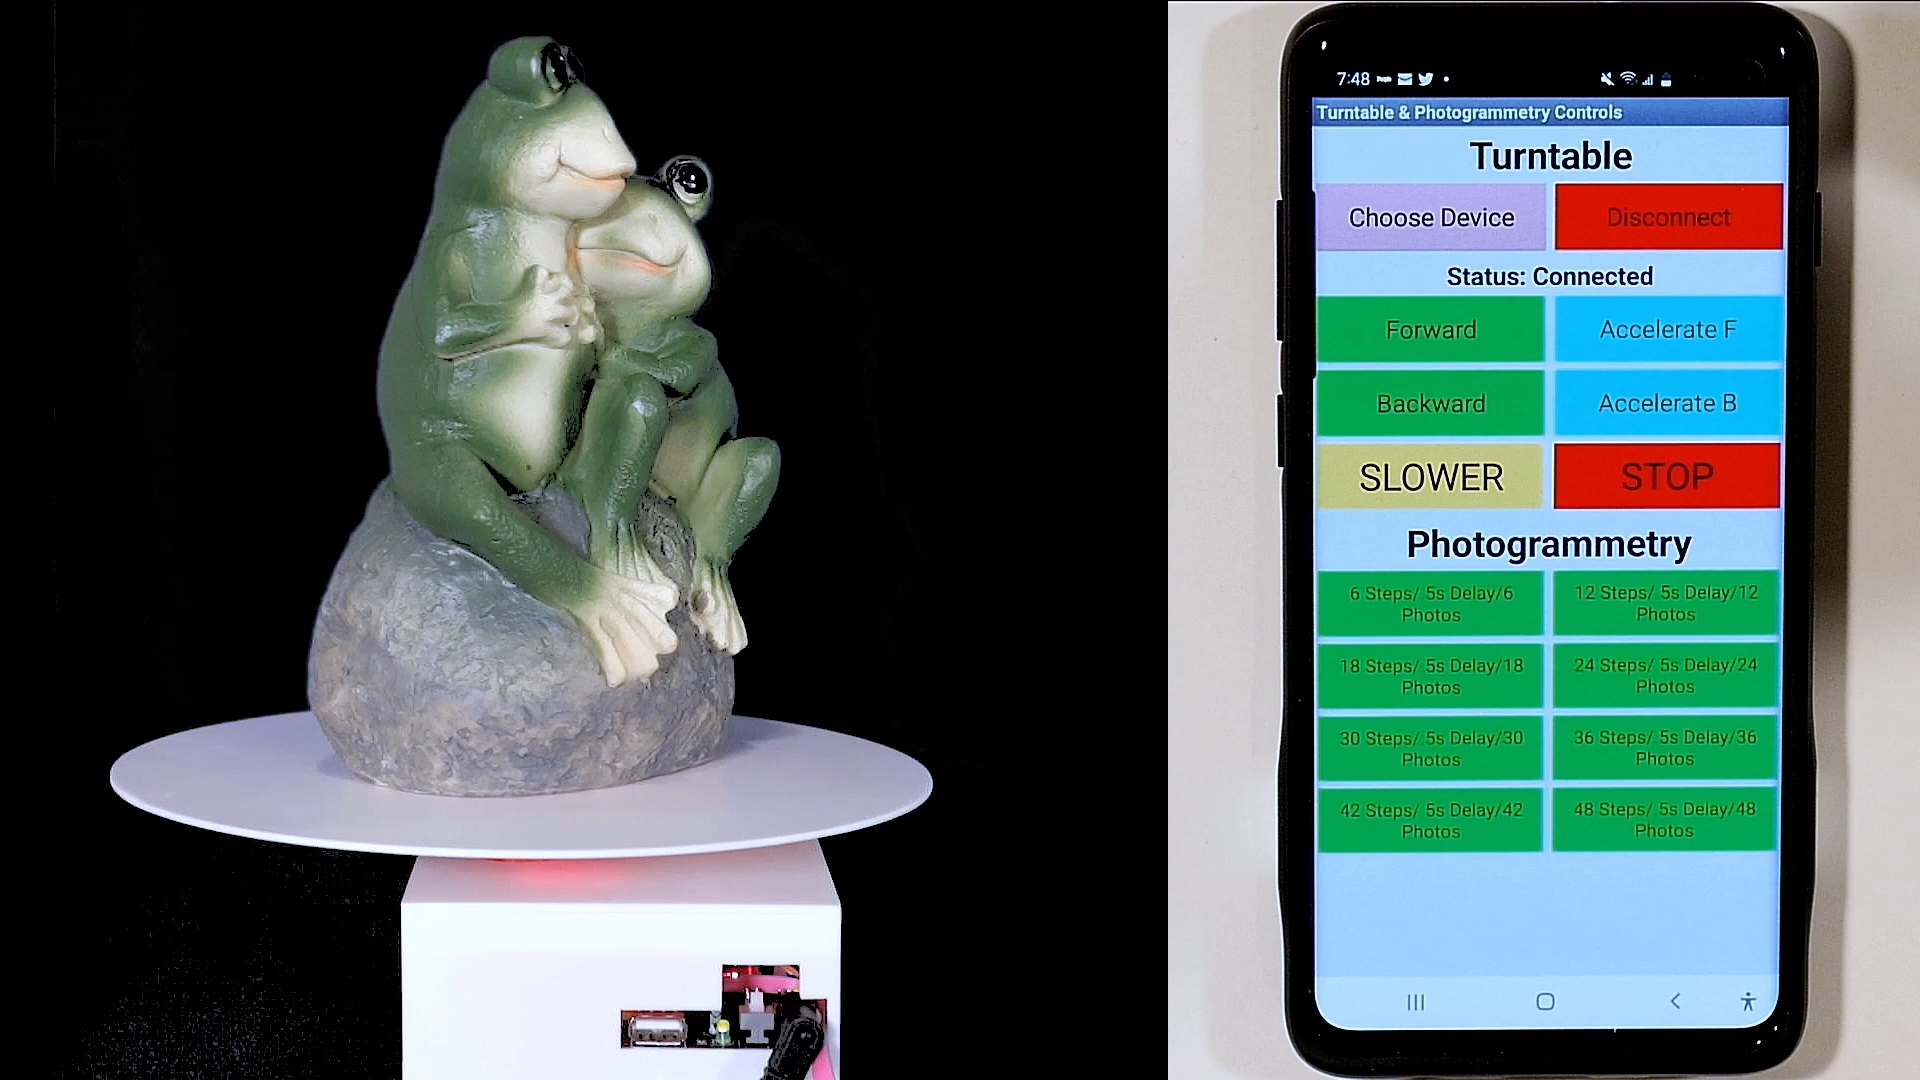 7:48
Turntable & Photogrammetry Controls
Turntable
Choose Device
Disconnect
Status: Connected
Forward
Accelerate F
Backward
Accelerate B
SLOWER
STOP
Photogrammetry
6 Steps/ 5s Delay/6
Photos
12 Steps/ 5s Delay/12
Photos
18 Steps/ 5s Delay/18
Photos
24 Steps/ 5s Delay/24
Photos
30 Steps/ 5s Delay/30
Photos
36 Steps/ 5s Delay/36
Photos
42 Steps/ 5s Delay/42
Photos
48 Steps/ 5s Delay/48
Photos